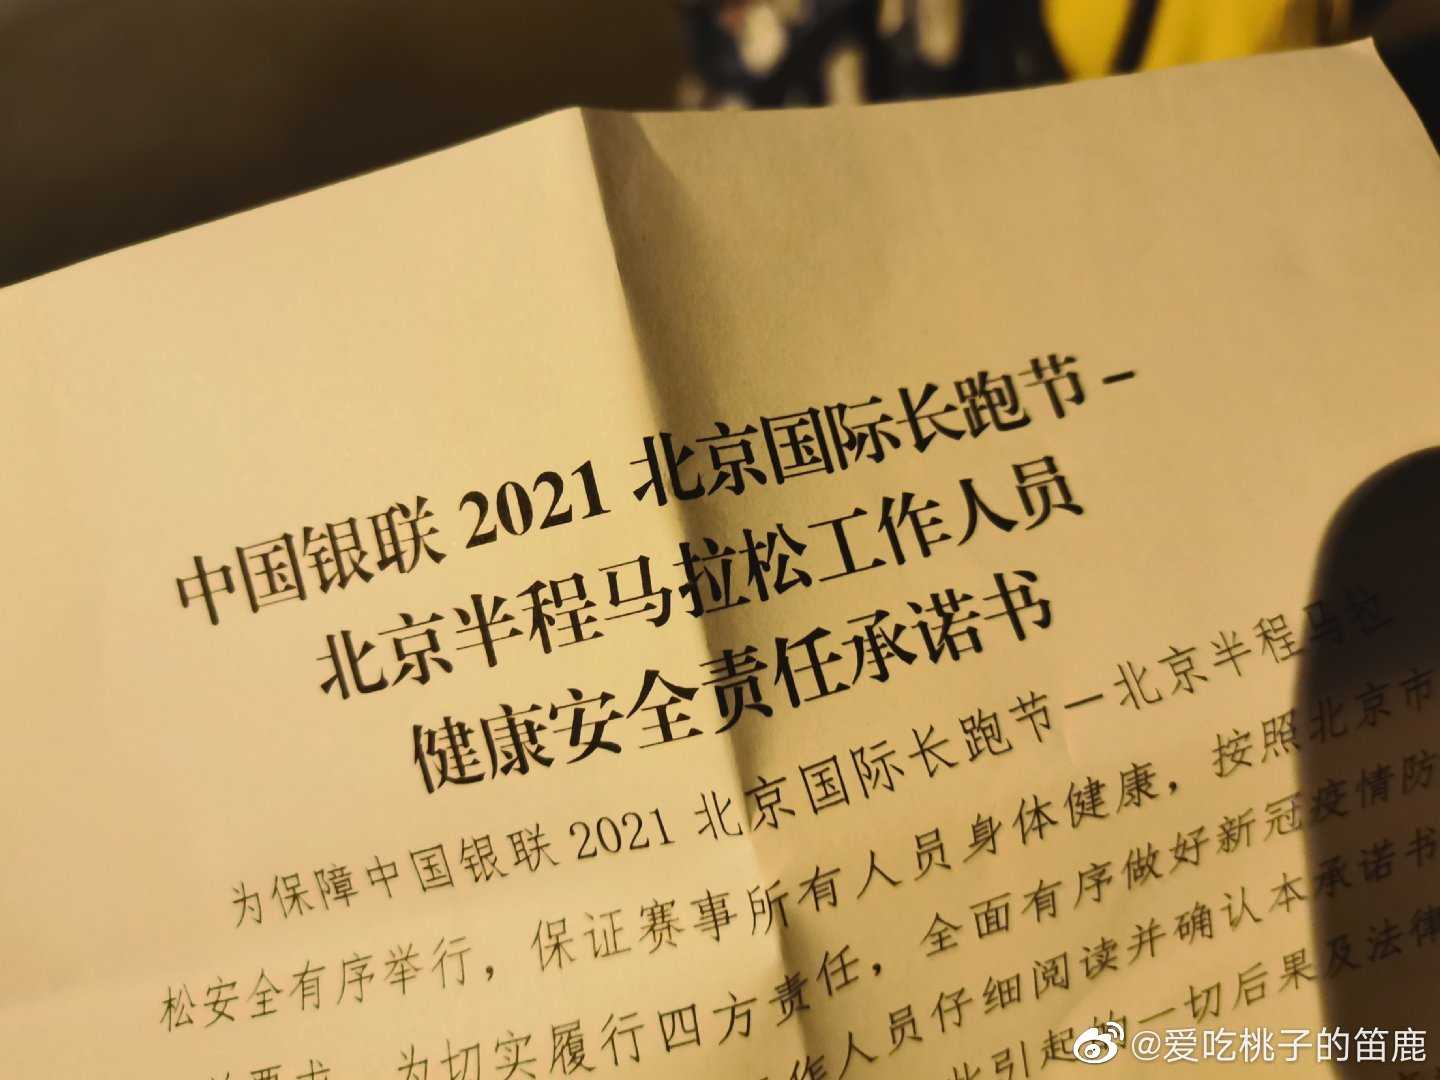 中国银联 2021 北京国际长跑节 -
北京半程马拉松工作人员
健康安全责任承诺书
为保障中国银联 2021 北京国际长跑节－北京半程马拉
松安全有序举行，保证赛事所有人员身体健康，按照北京市
要求，为切实履行四方责任，全面有序做好新冠疫情防
作人员仔细阅读并确认本承诺书
引起的一切后果及法律
@爱吃桃子的笛鹿